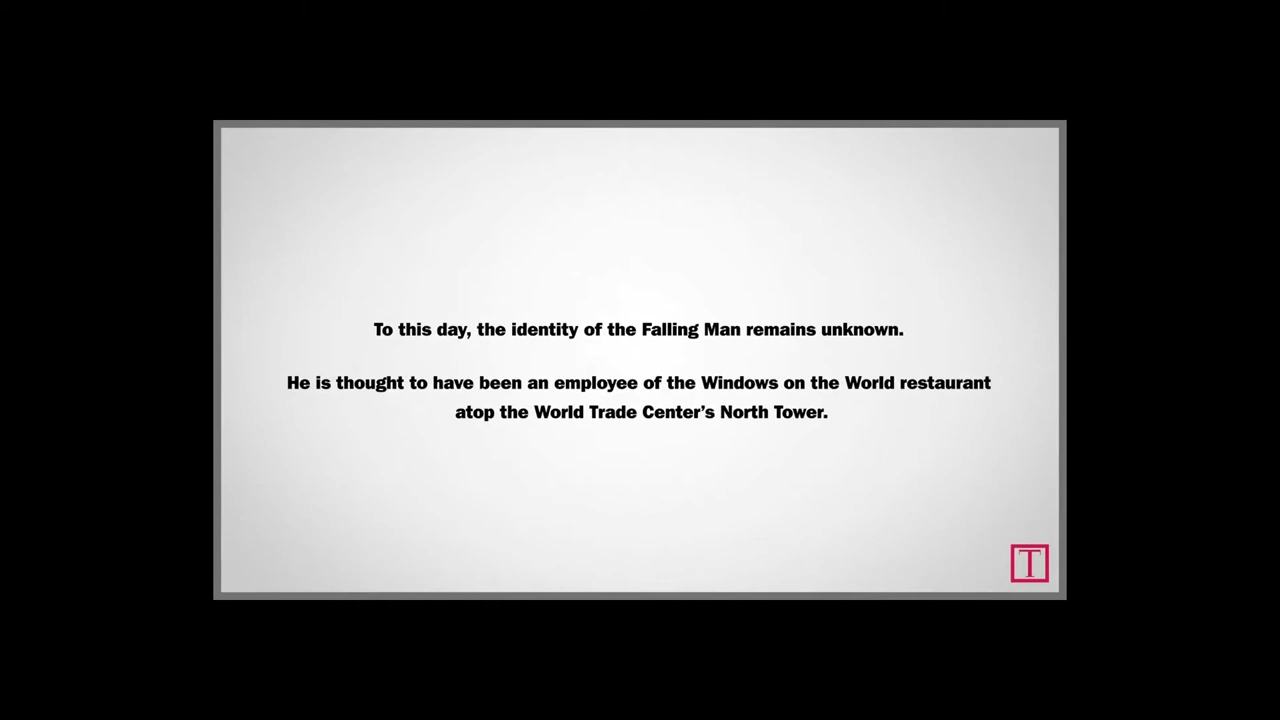 To this day, the identity of the Falling Man remains unknown.
He is thought to have been an employee of the Windows on the World restaurant
atop the World Trade Center's North Tower.
T